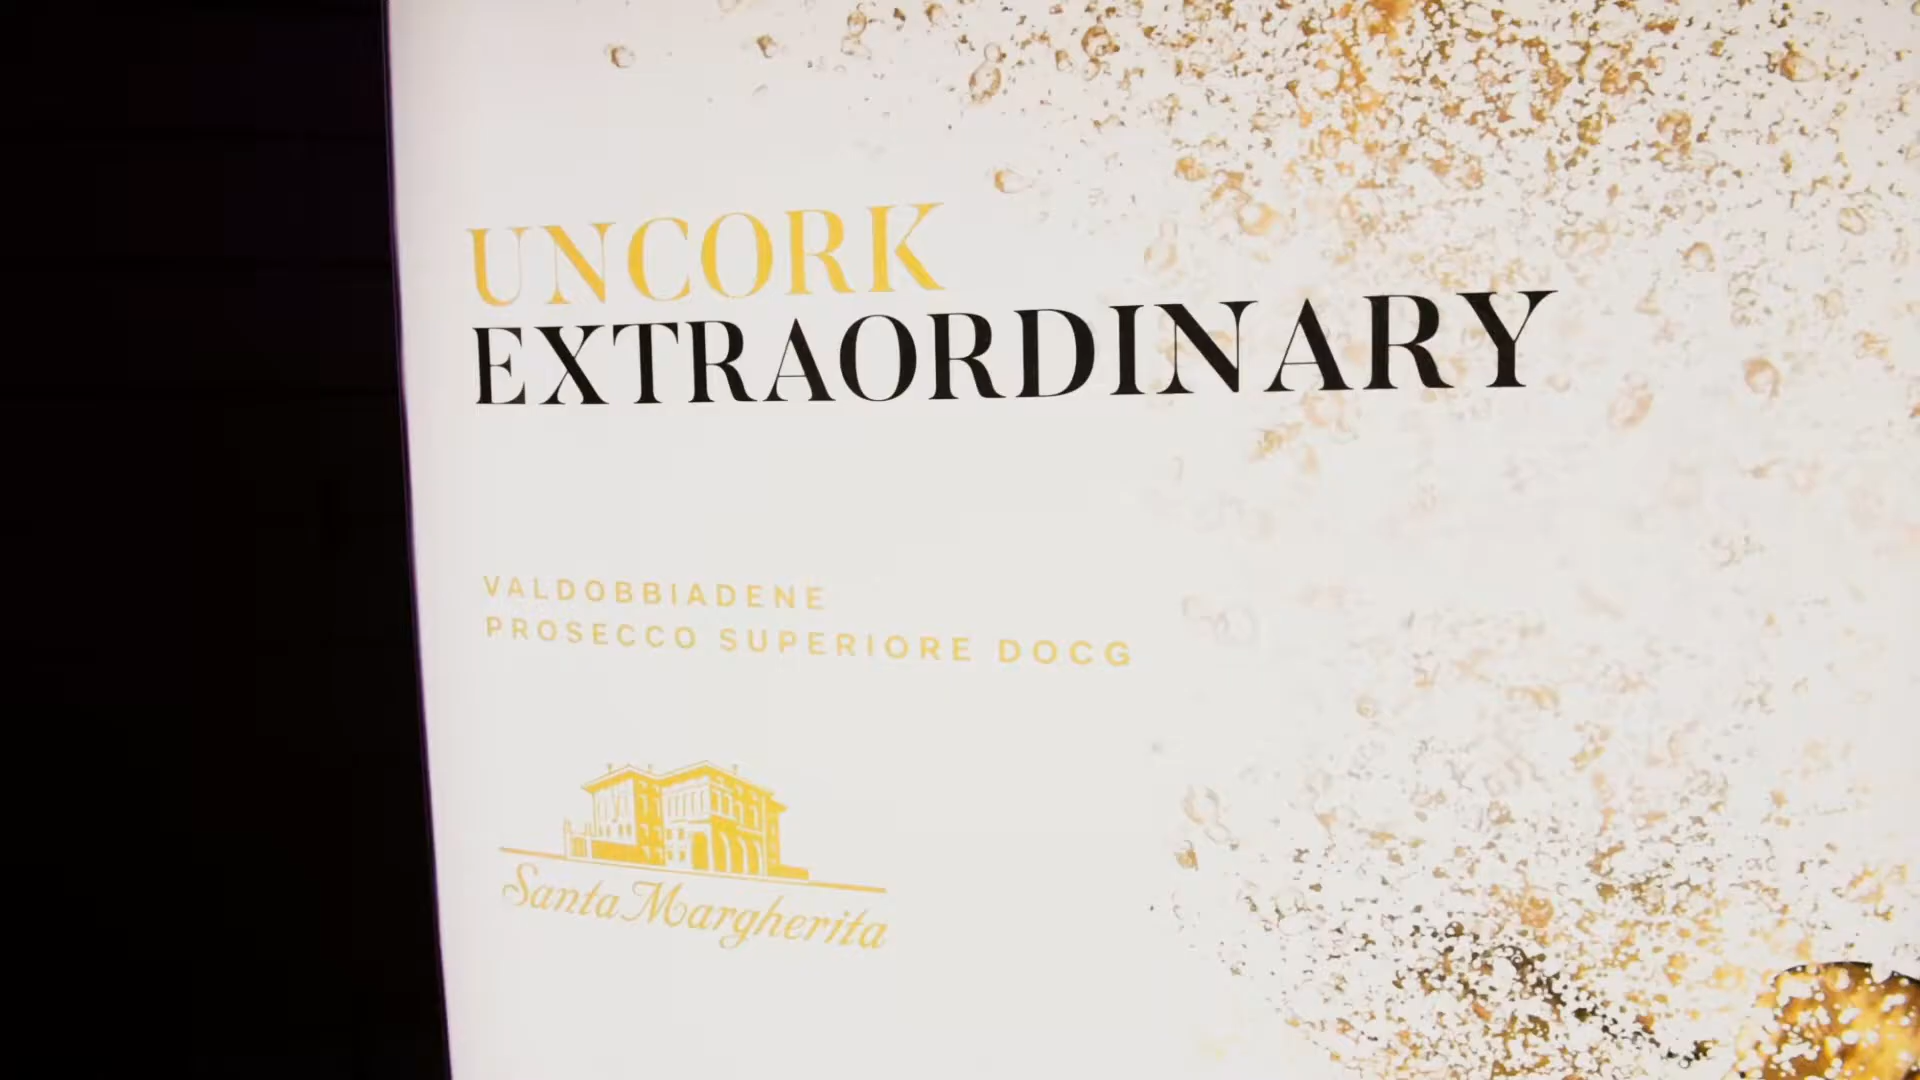 UNCORK
EXTRAORDINARY
VALDOBBIADENE
PROSECCO SUPERIORE DOCG
Santa Margherita